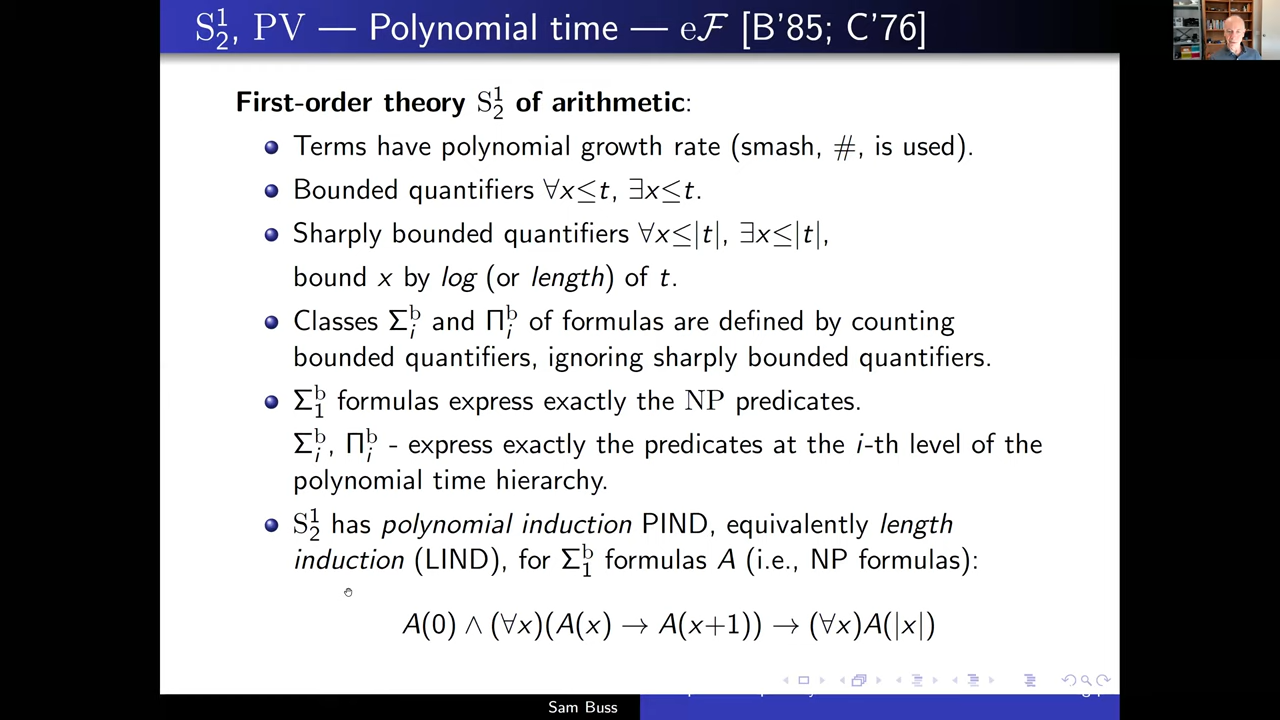 S¹₂, PV — Polynomial time — eℱ [B'85; C'76]
First-order theory S¹₂ of arithmetic:
Terms have polynomial growth rate (smash, #, is used).
Bounded quantifiers ∀x≤t, ∃x≤t.
Sharply bounded quantifiers ∀x≤|t|, ∃x≤|t|,
bound x by log (or length) of t.
Classes Σᵇᵢ and Πᵇᵢ of formulas are defined by counting
bounded quantifiers, ignoring sharply bounded quantifiers.
Σᵇ₁ formulas express exactly the NP predicates.
Σᵇᵢ, Πᵇᵢ - express exactly the predicates at the i-th level of the
polynomial time hierarchy.
S¹₂ has polynomial induction PIND, equivalently length
induction (LIND), for Σᵇ₁ formulas A (i.e., NP formulas):
A(0) ∧ (∀x)(A(x) → A(x+1)) → (∀x)A(|x|)
Sam Buss